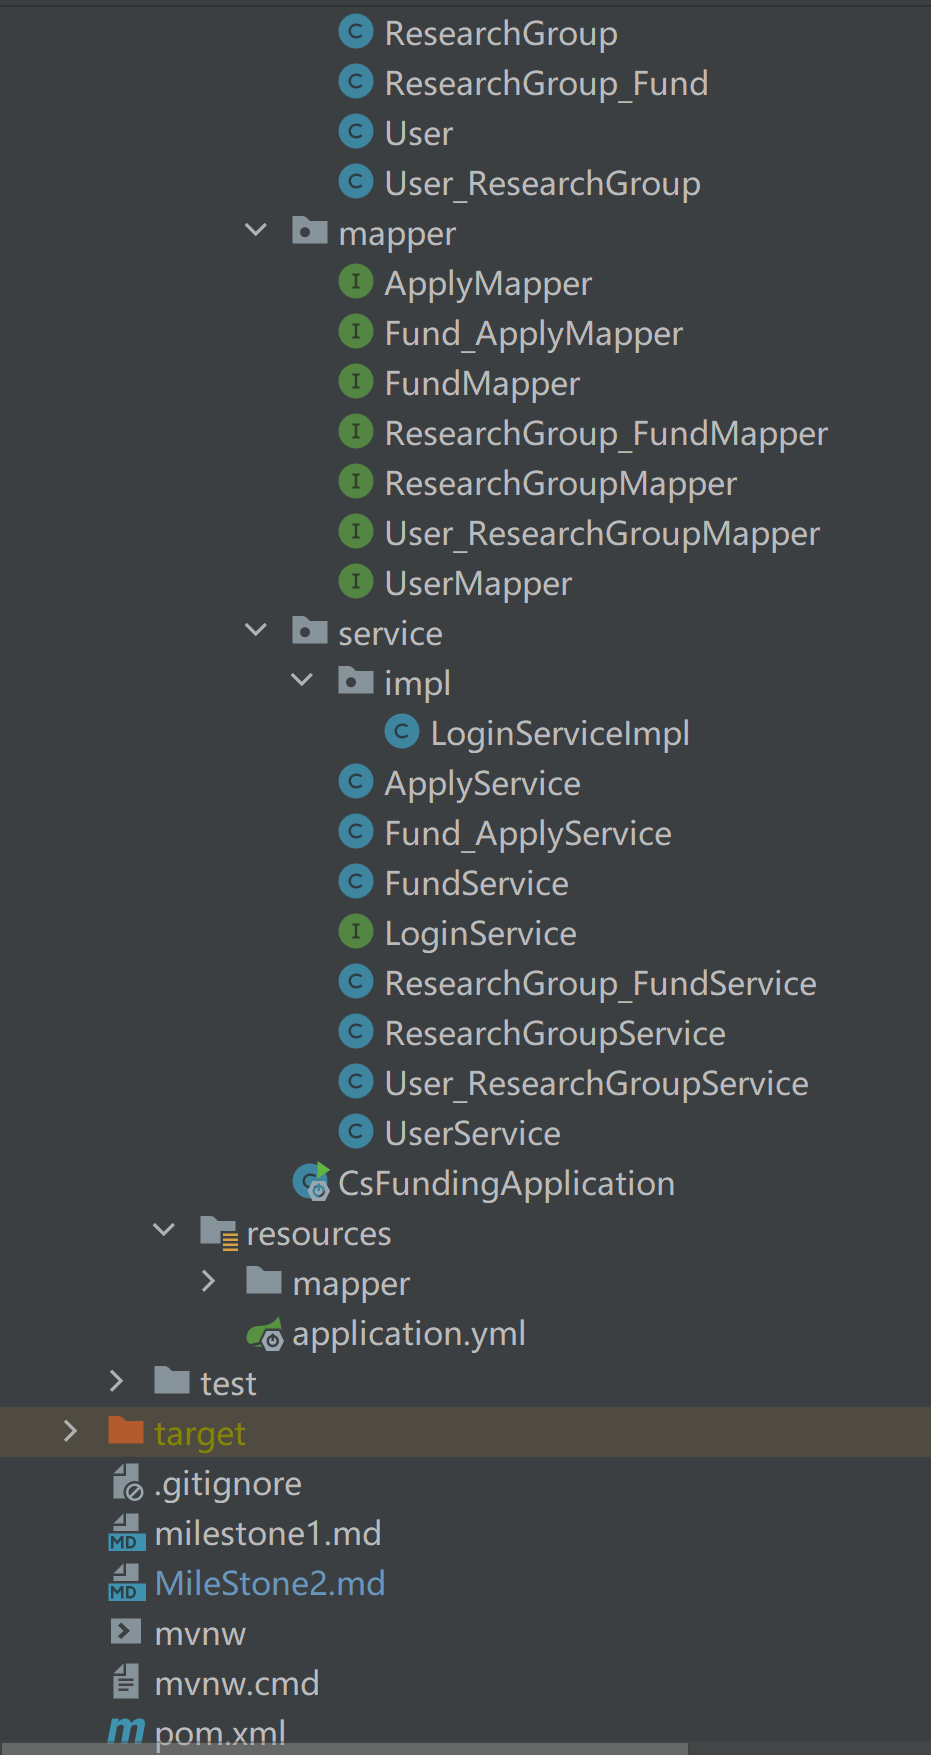 ResearchGroup
ResearchGroup_Fund
User
User_ResearchGroup
mapper
ApplyMapper
Fund_ApplyMapper
FundMapper
ResearchGroup_FundMapper
ResearchGroupMapper
User_ResearchGroupMapper
UserMapper
service
impl
LoginServiceImpl
ApplyService
Fund_ApplyService
FundService
LoginService
ResearchGroup_FundService
ResearchGroupService
User_ResearchGroupService
UserService
CsFundingApplication
resources
mapper
application.yml
test
target
.gitignore
milestone1.md
MileStone2.md
mvnw
mvnw.cmd
pom.xml